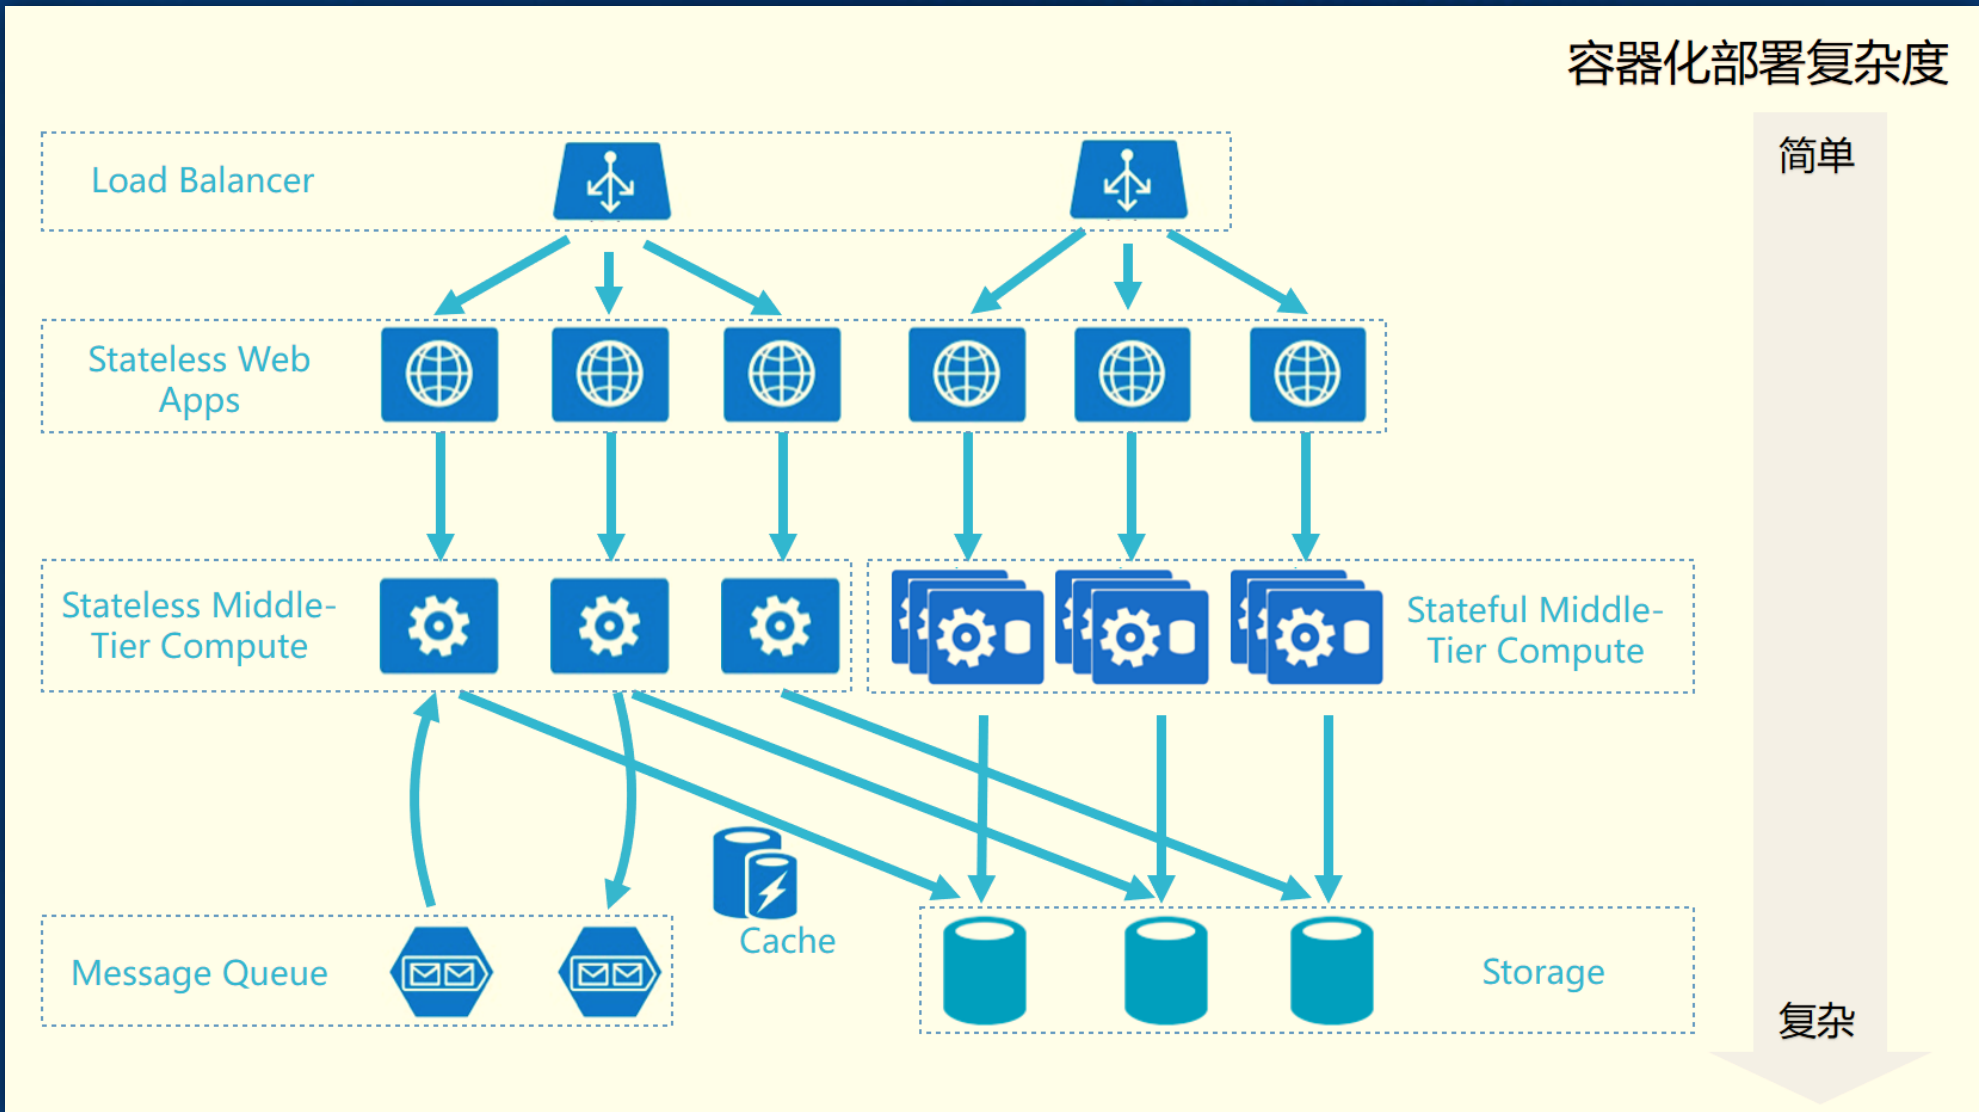 容器化部署复杂度
简单
Load Balancer
Stateless Web
Apps
Stateless Middle-
Tier Compute
Stateful Middle-
Tier Compute
Cache
Message Queue
Storage
复杂